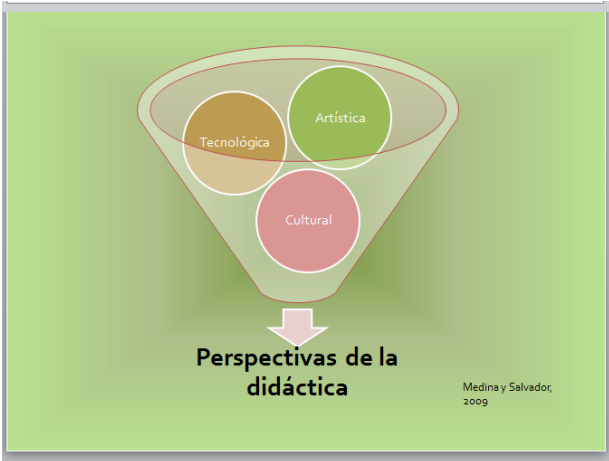 Artística
Tecnológica
Cultural
Perspectivas de la
didáctica
Medina y Salvador,
2009